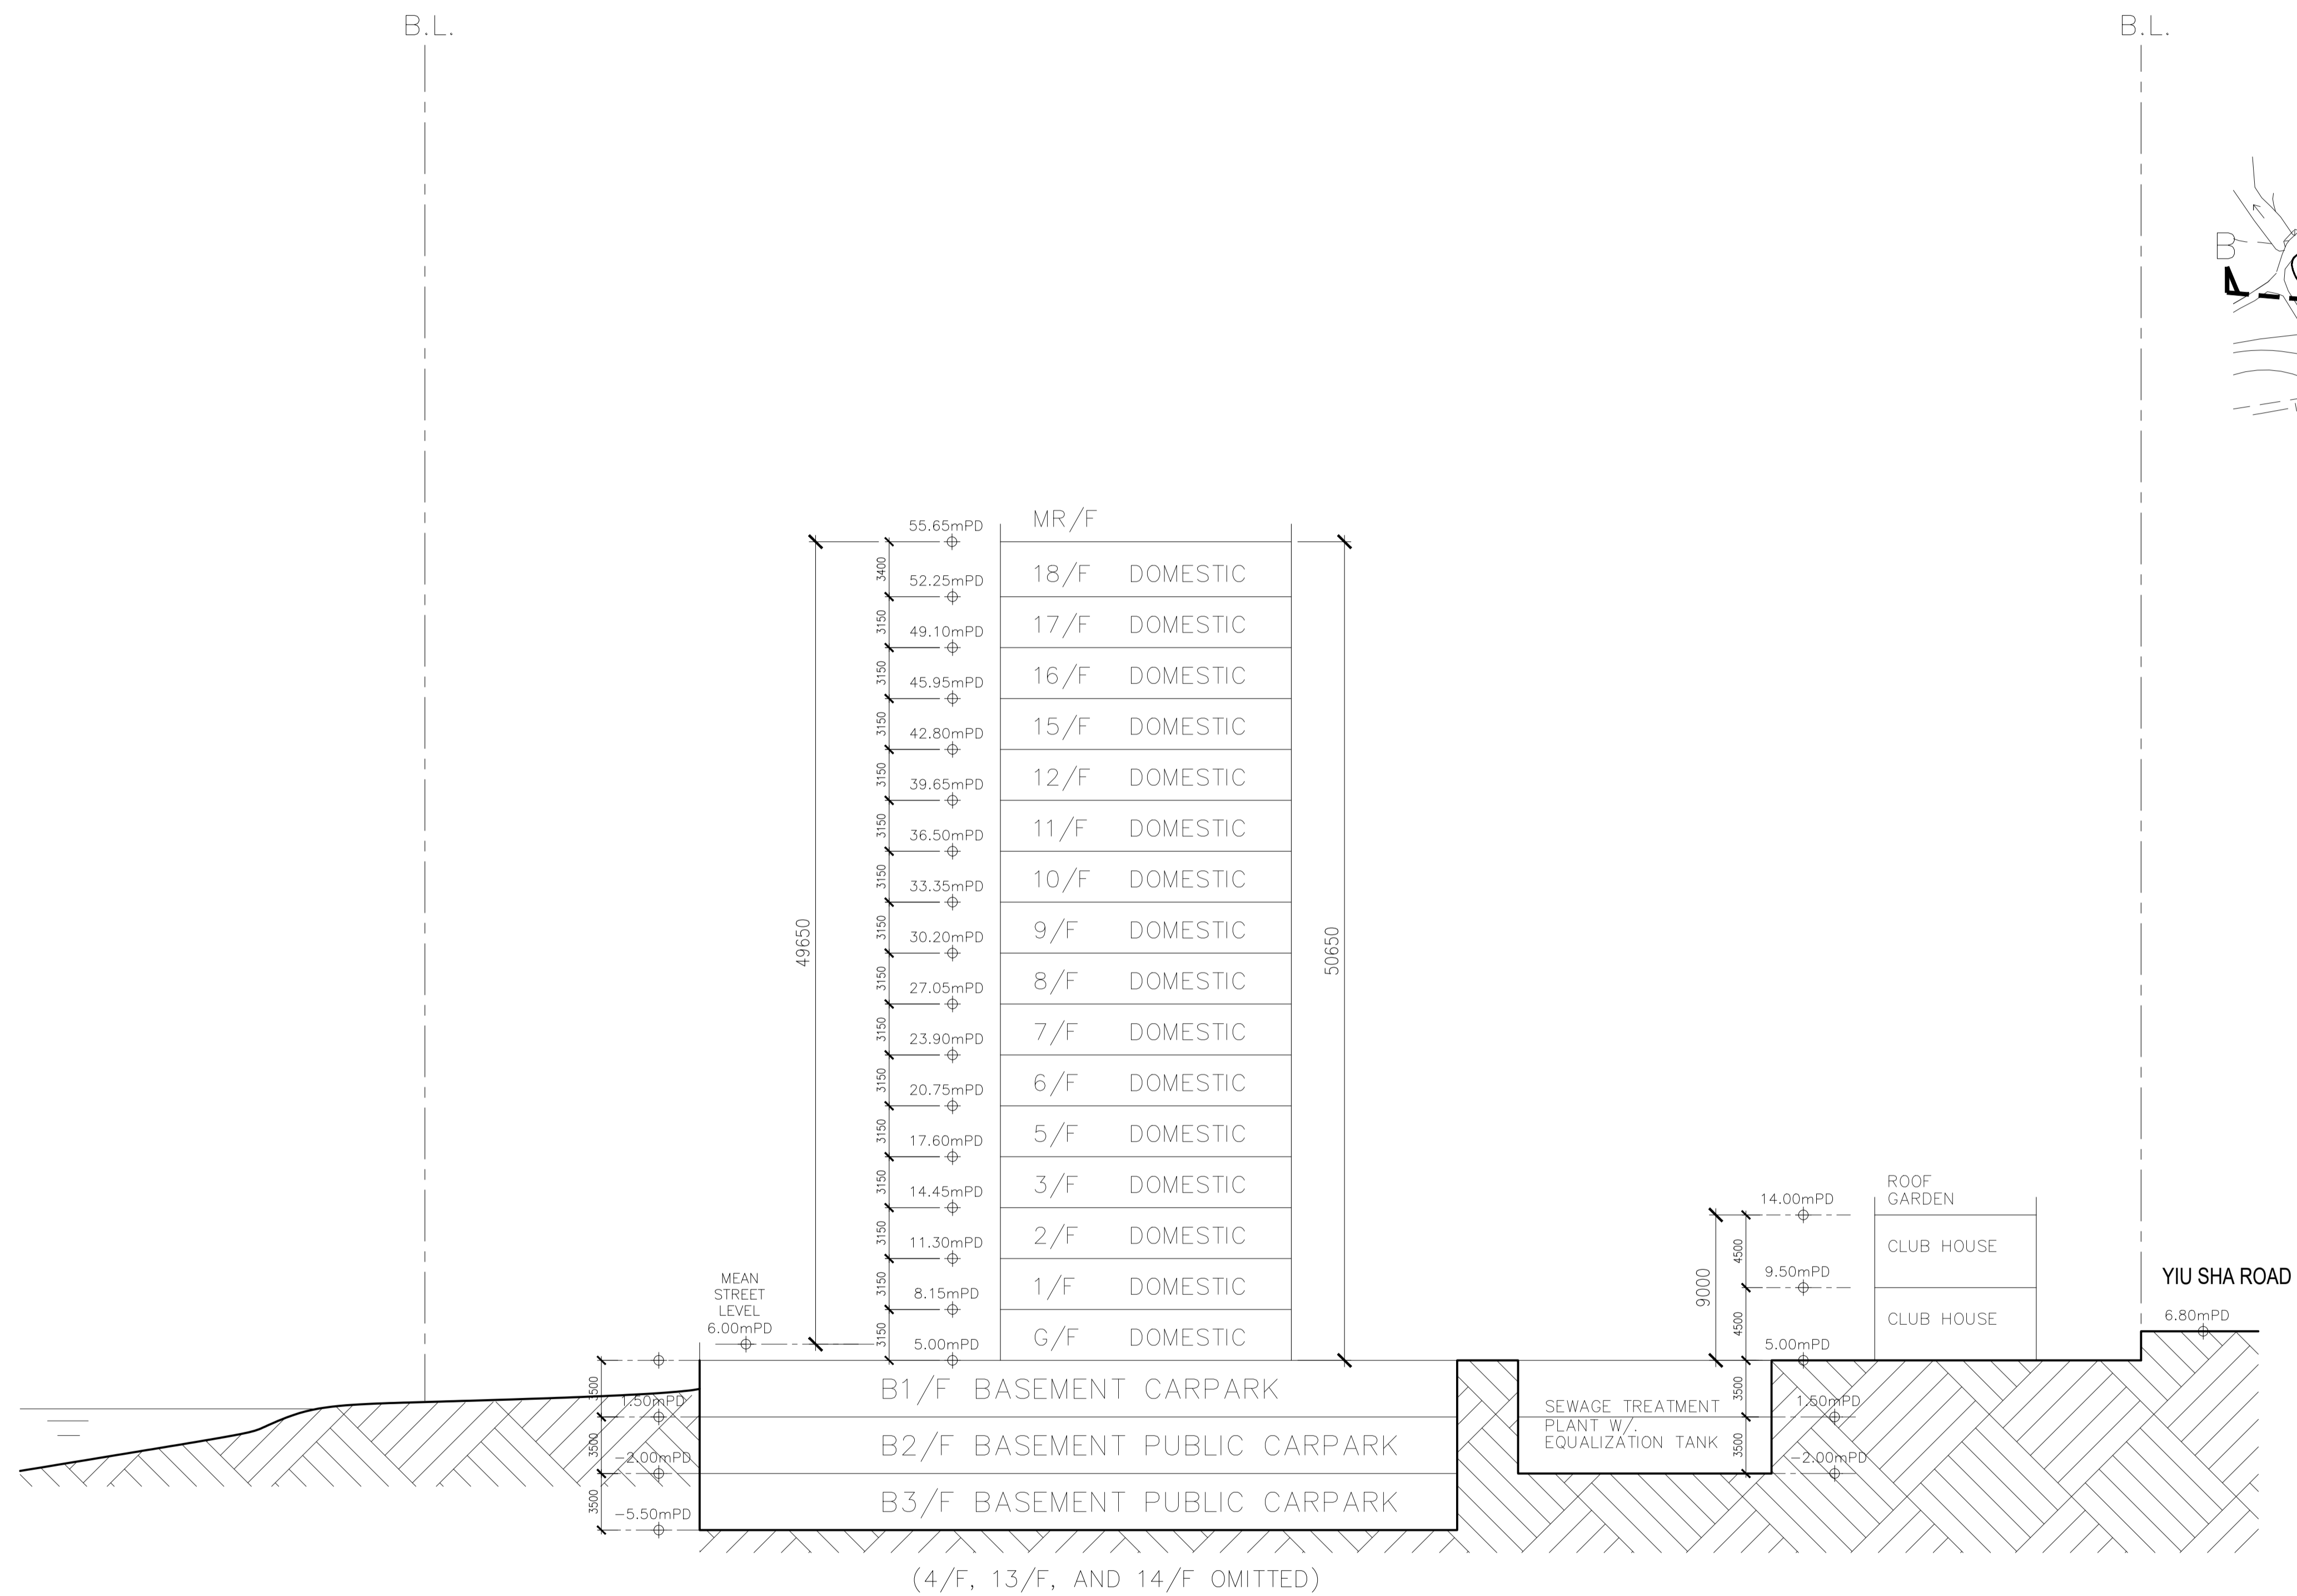 B.L.
B.L.
B
55.65mPD
MR/F
3400
52.25mPD
18/F DOMESTIC
3150
49.10mPD
17/F DOMESTIC
3150
45.95mPD
16/F DOMESTIC
3150
42.80mPD
15/F DOMESTIC
3150
39.65mPD
12/F DOMESTIC
3150
36.50mPD
11/F DOMESTIC
3150
33.35mPD
10/F DOMESTIC
49650
3150
30.20mPD
9/F DOMESTIC
50650
3150
27.05mPD
8/F DOMESTIC
3150
23.90mPD
7/F DOMESTIC
3150
20.75mPD
6/F DOMESTIC
3150
17.60mPD
5/F DOMESTIC
3150
14.45mPD
3/F DOMESTIC
3150
11.30mPD
2/F DOMESTIC
3150
8.15mPD
1/F DOMESTIC
3150
5.00mPD
G/F DOMESTIC
MEAN
STREET
LEVEL
6.00mPD
ROOF
GARDEN
14.00mPD
4500
CLUB HOUSE
9000
9.50mPD
4500
CLUB HOUSE
5.00mPD
YIU SHA ROAD
6.80mPD
3500
1.50mPD
B1/F BASEMENT CARPARK
3500
-2.00mPD
B2/F BASEMENT PUBLIC CARPARK
3500
-5.50mPD
B3/F BASEMENT PUBLIC CARPARK
SEWAGE TREATMENT
PLANT W/.
EQUALIZATION TANK
3500
1.50mPD
3500
-2.00mPD
(4/F, 13/F, AND 14/F OMITTED)